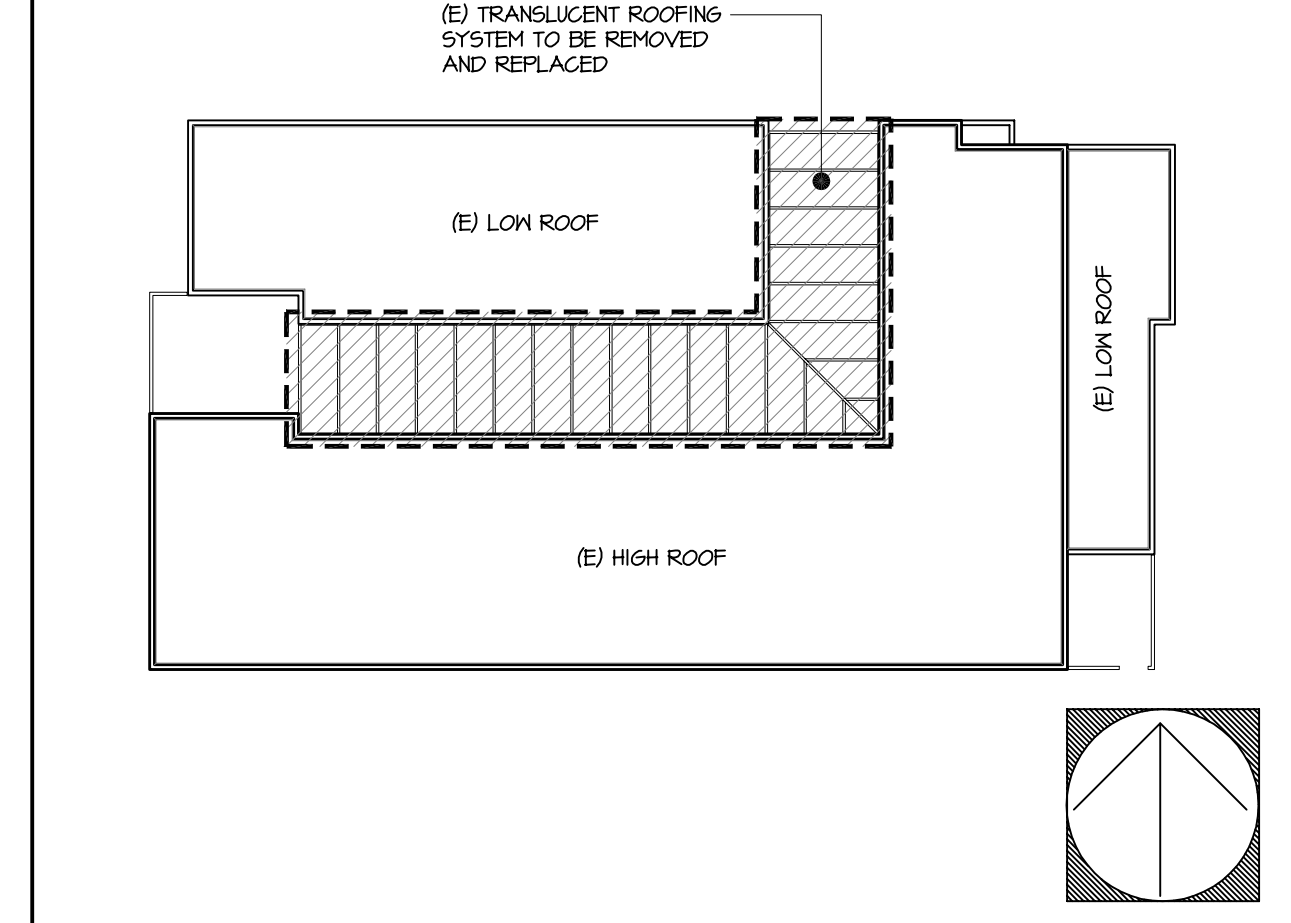 (E) TRANSLUCENT ROOFING
SYSTEM TO BE REMOVED
AND REPLACED
(E) LOW ROOF
(E) LOW ROOF
(E) HIGH ROOF